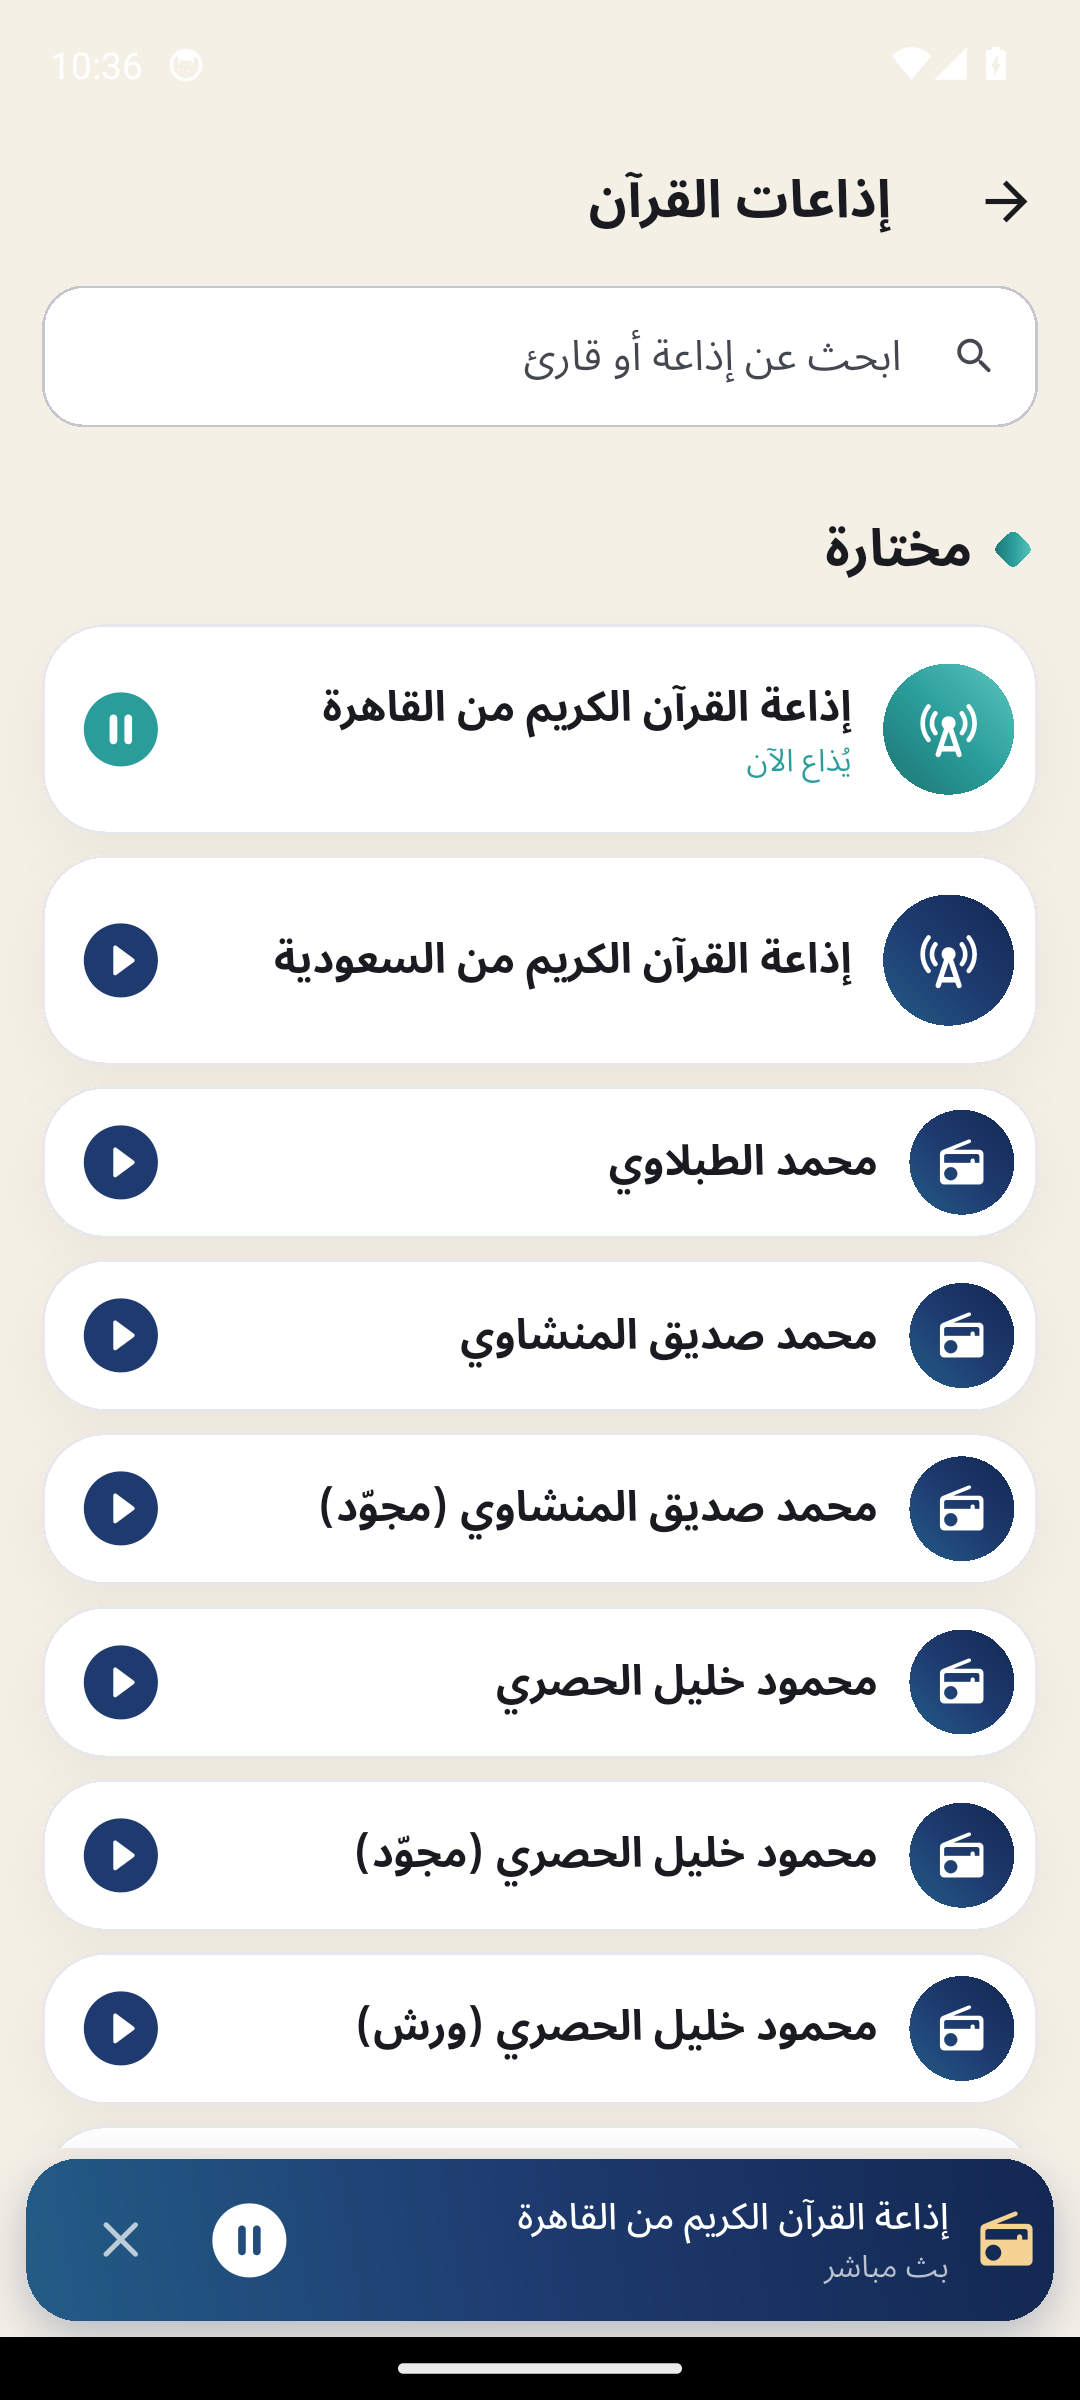 10:36
إذاعات القرآن
ابحث عن إذاعة أو قارئ
مختارة
إذاعة القرآن الكريم من القاهرة
يُذاع الآن
إذاعة القرآن الكريم من السعودية
محمد الطبلاوي
محمد صديق المنشاوي
محمد صديق المنشاوي (مجوّد)
محمود خليل الحصري
محمود خليل الحصري (مجوّد)
محمود خليل الحصري (ورش)
إذاعة القرآن الكريم من القاهرة
بث مباشر